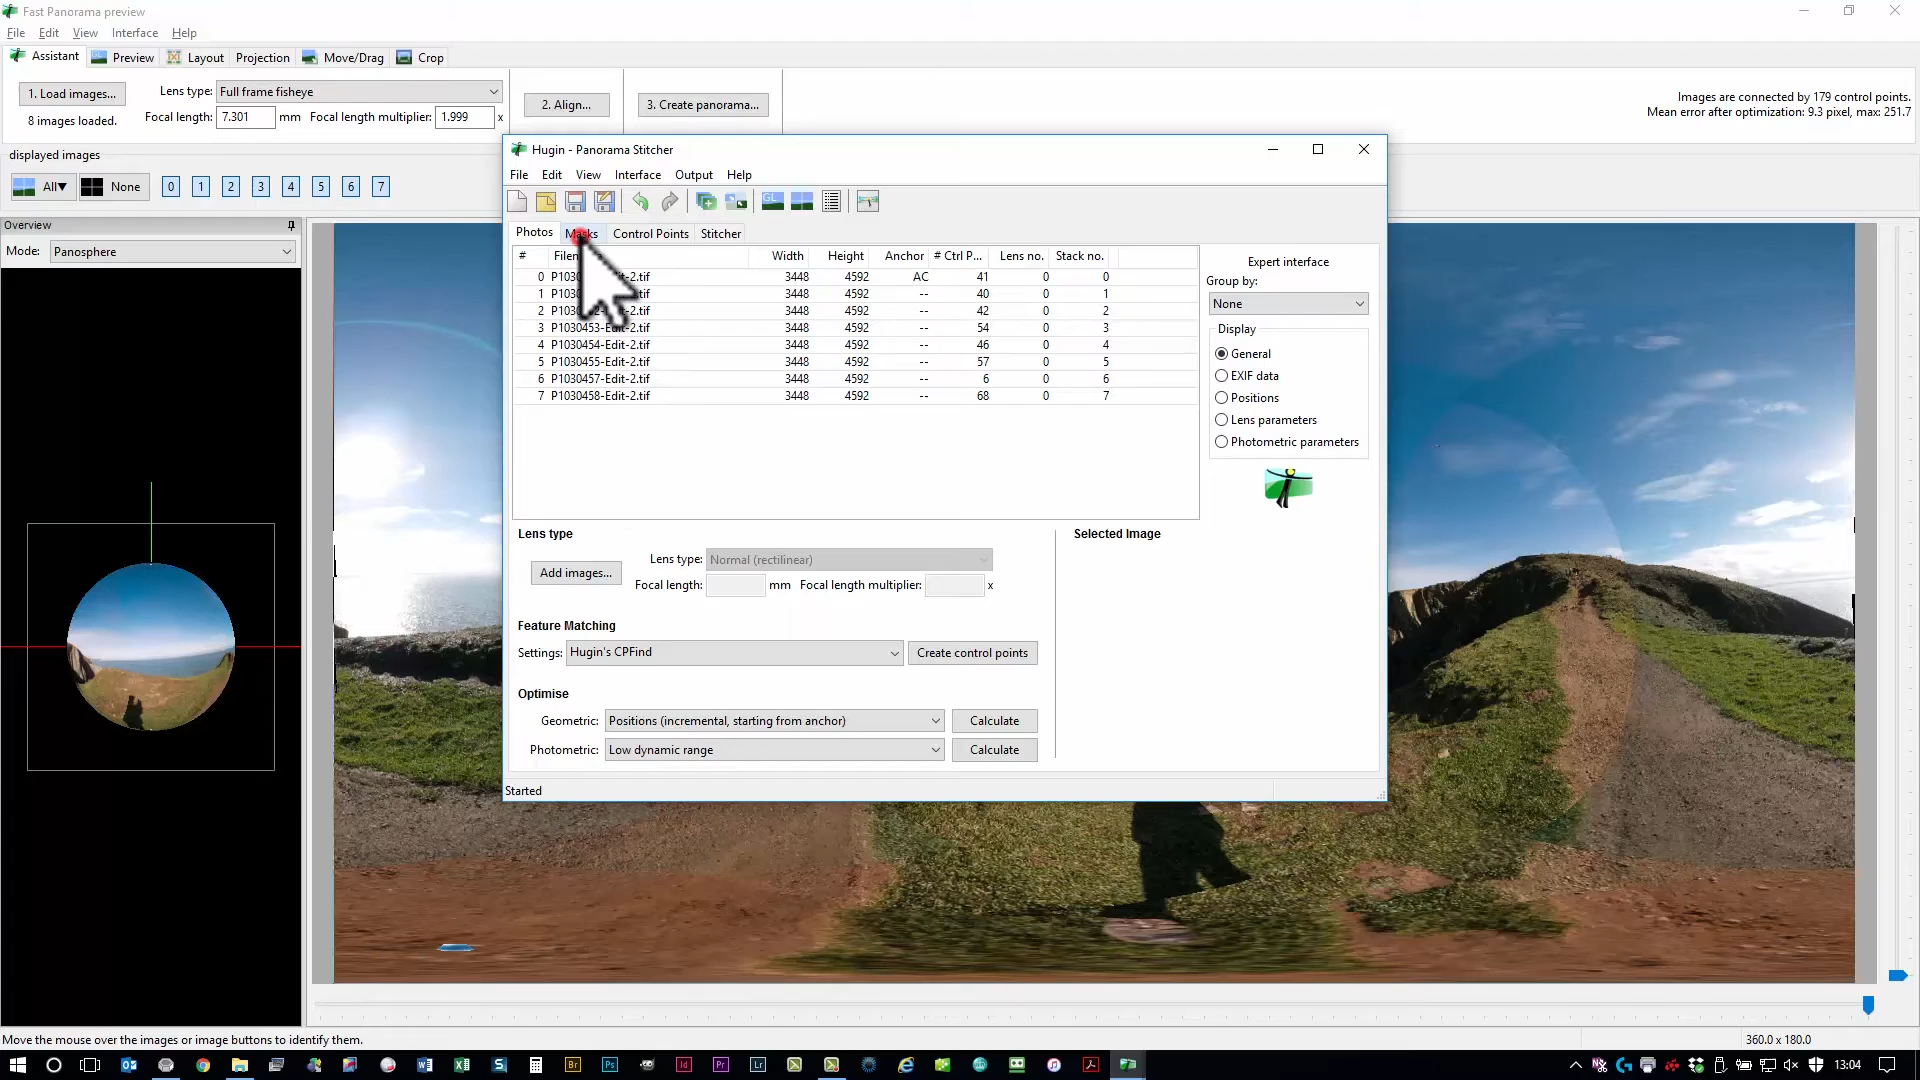 Fast Panorama preview
File Edit View Interface Help
Assistant Preview Layout Projection Move/Drag Crop
1. Load images... Lens type: Full frame fisheye
2. Align... 3. Create panorama...
8 images loaded. Focal length: 7.301 mm Focal length multiplier: 1.999 x
Images are connected by 179 control points.
Mean error after optimization: 9.3 pixel, max: 251.7
displayed images
All▼ None 0 1 2 3 4 5 6 7
Overview
Mode: Panosphere
Hugin - Panorama Stitcher
File Edit View Interface Output Help
GL
Photos Masks Control Points Stitcher
# Width Height Anchor # Ctrl P... Lens no. Stack no.
0 3448 4592 AC 41 0 0
1 3448 4592 -- 40 0 1
2 3448 4592 -- 42 0 2
3 P1030453-Edit-2.tif 3448 4592 -- 54 0 3
4 P1030454-Edit-2.tif 3448 4592 -- 46 0 4
5 P1030455-Edit-2.tif 3448 4592 -- 57 0 5
6 P1030457-Edit-2.tif 3448 4592 -- 6 0 6
7 P1030458-Edit-2.tif 3448 4592 -- 68 0 7
Expert interface
Group by:
None
Display
General
EXIF data
Positions
Lens parameters
Photometric parameters
Lens type
Add images... Lens type: Normal (rectilinear)
Focal length: mm Focal length multiplier: x
Selected Image
Feature Matching
Settings: Hugin's CPFind Create control points
Optimise
Geometric: Positions (incremental, starting from anchor) Calculate
Photometric: Low dynamic range Calculate
Started
Move the mouse over the images or image buttons to identify them.
360.0 x 180.0
Br Ps Id Pr Lr
13:04